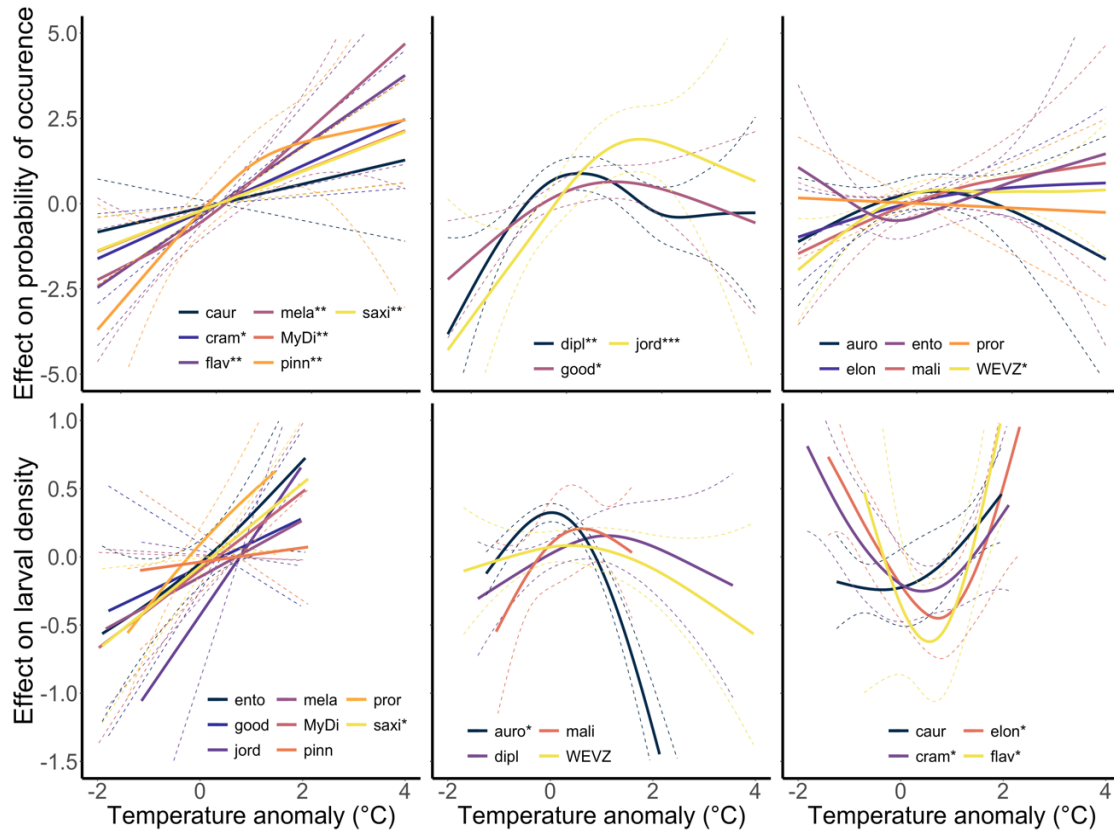 Effect on probability of occurence
5.0
2.5
0.0
-2.5
-5.0
caur mela** saxi**
cram* MyDi**
flav** pinn**
dipl** jord***
good*
auro ento pror
elon mali WEVZ*
Effect on larval density
1.0
0.5
0.0
-0.5
-1.0
-1.5
ento mela pror
good MyDi saxi*
jord pinn
auro* mali
dipl WEVZ
caur elon*
cram* flav*
-2 0 2 4 -2 0 2 4 -2 0 2 4
Temperature anomaly (°C) Temperature anomaly (°C) Temperature anomaly (°C)